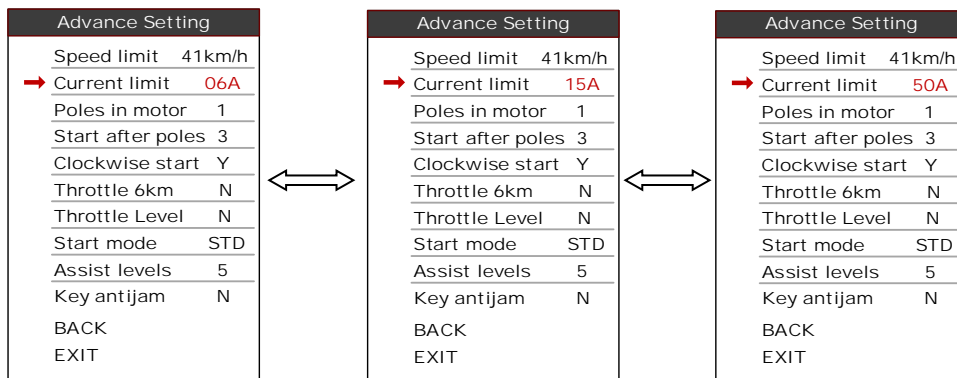 Advance Setting
Speed limit 41km/h
Current limit 06A
Poles in motor 1
Start after poles 3
Clockwise start Y
Throttle 6km N
Throttle Level N
Start mode STD
Assist levels 5
Key antijam N
BACK
EXIT
Advance Setting
Speed limit 41km/h
Current limit 15A
Poles in motor 1
Start after poles 3
Clockwise start Y
Throttle 6km N
Throttle Level N
Start mode STD
Assist levels 5
Key antijam N
BACK
EXIT
Advance Setting
Speed limit 41km/h
Current limit 50A
Poles in motor 1
Start after poles 3
Clockwise start Y
Throttle 6km N
Throttle Level N
Start mode STD
Assist levels 5
Key antijam N
BACK
EXIT